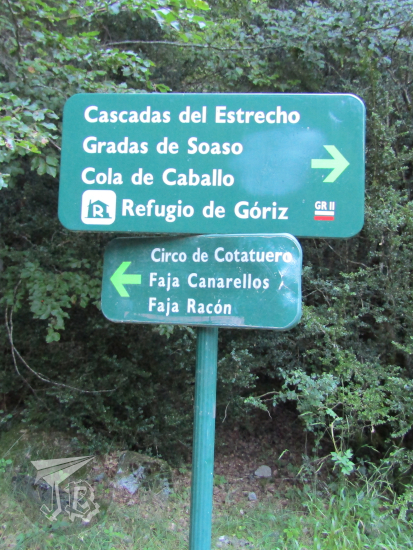 Cascadas del Estrecho
Gradas de Soaso
Cola de Caballo
R Refugio de Góriz
GR II
Circo de Cotatuero
Faja Canarellos
Faja Racón
J.B.